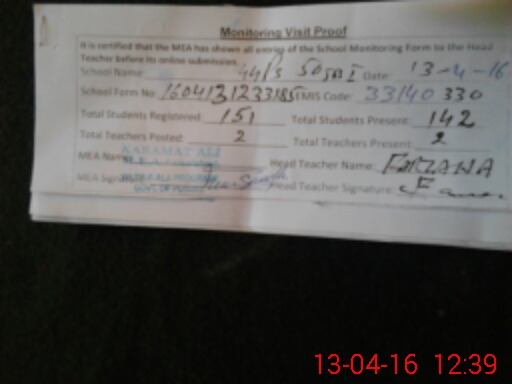 Monitoring Visit Proof
It is certified that the MEA has shown all entries of the School Monitoring Form to the Head
Teacher before its online submission.
School Name: 50 Date: 13-4-16
School Form No: EMIS Code: 33140330
Total Students Registered: 151 Total Students Present: 142
Total Teachers Posted: 2 Total Teachers Present: 2
MEA Name: KARAMAT ALI Head Teacher Name: FARZANA
MEA Signature: Head Teacher Signature:
13-04-16 12:39